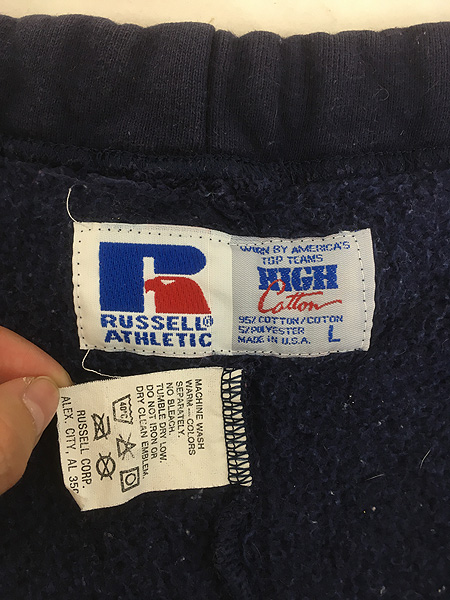 WORN BY AMERICA'S
TOP TEAMS
HIGH
Cotton
95% COTTON/COTON
5% POLYESTER
MADE IN U.S.A.
L
R
RUSSELL®
ATHLETIC
MACHINE WASH
WARM – COLORS
SEPARATELY.
NO BLEACH.
TUMBLE DRY LOW.
DO NOT IRON OR
DRY CLEAN EMBLEM.
40°C
RUSSELL CORP.
ALEX. CITY, AL